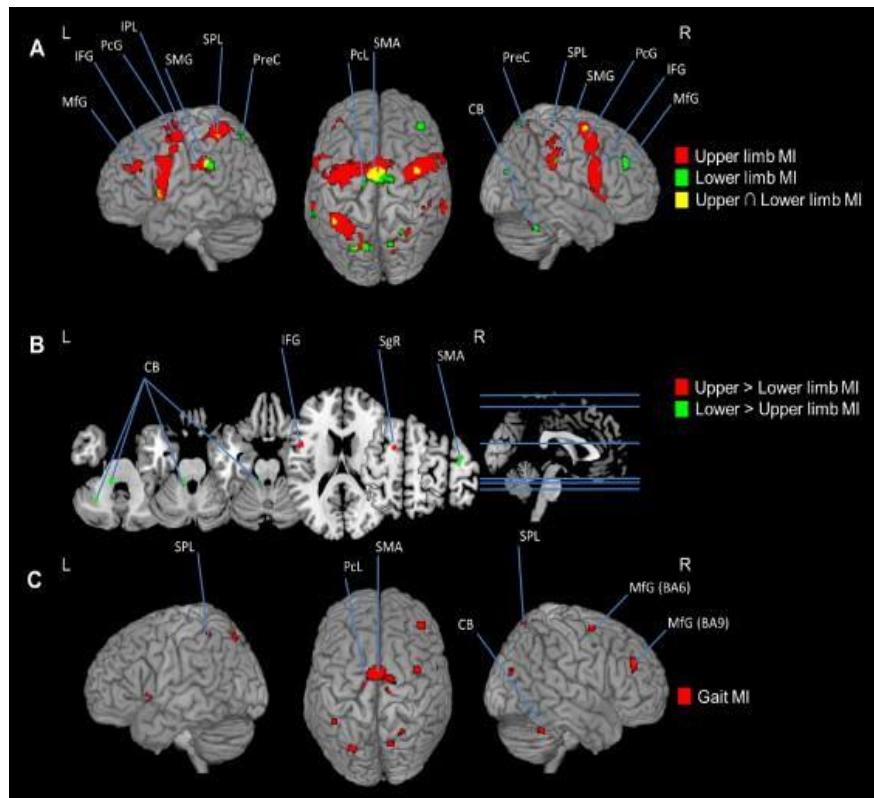 A
L
IPL
PcG
IFG
MfG
SMG
SPL
PreC
PcL
SMA
R
PreC
SPL
SMG
PcG
IFG
MfG
CB
Upper limb MI
Lower limb MI
Upper ∩ Lower limb MI
B
L
CB
IFG
SgR
R
SMA
Upper > Lower limb MI
Lower > Upper limb MI
C
L
SPL
PcL
SMA
SPL
R
CB
MfG (BA6)
MfG (BA9)
Gait MI